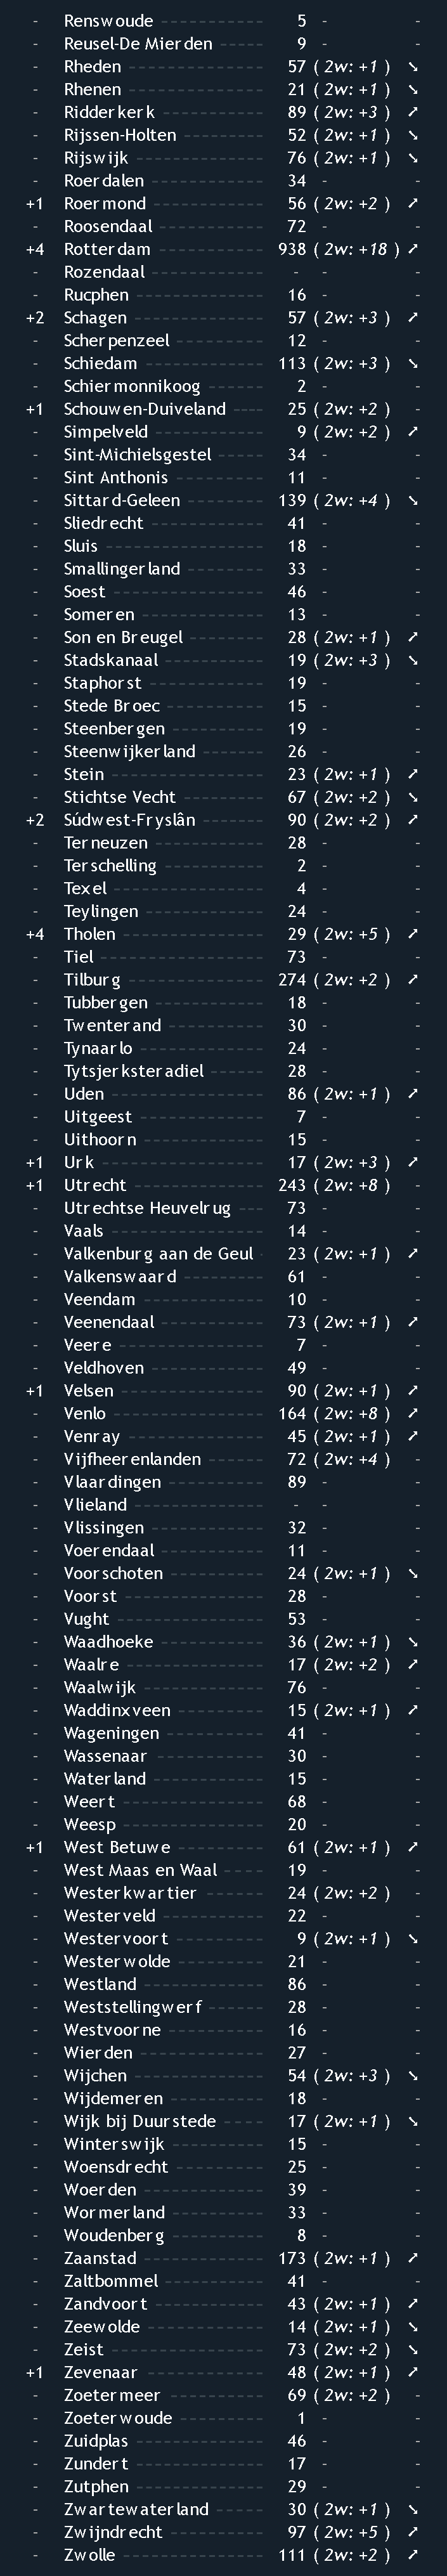 - Renswoude 5 - -
- Reusel-De Mierden 9 - -
- Rheden 57 ( 2w: +1 ) ➘
- Rhenen 21 ( 2w: +1 ) ➘
- Ridderkerk 89 ( 2w: +3 ) ➚
- Rijssen-Holten 52 ( 2w: +1 ) ➘
- Rijswijk 76 ( 2w: +1 ) ➘
- Roerdalen 34 - -
+1 Roermond 56 ( 2w: +2 ) ➚
- Roosendaal 72 - -
+4 Rotterdam 938 ( 2w: +18 ) ➚
- Rozendaal - - -
- Rucphen 16 - -
+2 Schagen 57 ( 2w: +3 ) ➚
- Scherpenzeel 12 - -
- Schiedam 113 ( 2w: +3 ) ➘
- Schiermonnikoog 2 - -
+1 Schouwen-Duiveland 25 ( 2w: +2 ) -
- Simpelveld 9 ( 2w: +2 ) ➚
- Sint-Michielsgestel 34 - -
- Sint Anthonis 11 - -
- Sittard-Geleen 139 ( 2w: +4 ) ➘
- Sliedrecht 41 - -
- Sluis 18 - -
- Smallingerland 33 - -
- Soest 46 - -
- Someren 13 - -
- Son en Breugel 28 ( 2w: +1 ) ➚
- Stadskanaal 19 ( 2w: +3 ) ➘
- Staphorst 19 - -
- Stede Broec 15 - -
- Steenbergen 19 - -
- Steenwijkerland 26 - -
- Stein 23 ( 2w: +1 ) ➚
- Stichtse Vecht 67 ( 2w: +2 ) ➘
+2 Súdwest-Fryslân 90 ( 2w: +2 ) ➚
- Terneuzen 28 - -
- Terschelling 2 - -
- Texel 4 - -
- Teylingen 24 - -
+4 Tholen 29 ( 2w: +5 ) ➚
- Tiel 73 - -
- Tilburg 274 ( 2w: +2 ) ➚
- Tubbergen 18 - -
- Twenterand 30 - -
- Tynaarlo 24 - -
- Tytsjerksteradiel 28 - -
- Uden 86 ( 2w: +1 ) ➚
- Uitgeest 7 - -
- Uithoorn 15 - -
+1 Urk 17 ( 2w: +3 ) ➚
+1 Utrecht 243 ( 2w: +8 ) -
- Utrechtse Heuvelrug 73 - -
- Vaals 14 - -
- Valkenburg aan de Geul 23 ( 2w: +1 ) ➚
- Valkenswaard 61 - -
- Veendam 10 - -
- Veenendaal 73 ( 2w: +1 ) ➚
- Veere 7 - -
- Veldhoven 49 - -
+1 Velsen 90 ( 2w: +1 ) ➚
- Venlo 164 ( 2w: +8 ) ➚
- Venray 45 ( 2w: +1 ) ➚
- Vijfheerenlanden 72 ( 2w: +4 ) -
- Vlaardingen 89 - -
- Vlieland - - -
- Vlissingen 32 - -
- Voerendaal 11 - -
- Voorschoten 24 ( 2w: +1 ) ➘
- Voorst 28 - -
- Vught 53 - -
- Waadhoeke 36 ( 2w: +1 ) ➘
- Waalre 17 ( 2w: +2 ) ➚
- Waalwijk 76 - -
- Waddinxveen 15 ( 2w: +1 ) ➚
- Wageningen 41 - -
- Wassenaar 30 - -
- Waterland 15 - -
- Weert 68 - -
- Weesp 20 - -
+1 West Betuwe 61 ( 2w: +1 ) ➚
- West Maas en Waal 19 - -
- Westerkwartier 24 ( 2w: +2 ) -
- Westerveld 22 - -
- Westervoort 9 ( 2w: +1 ) ➘
- Westerwolde 21 - -
- Westland 86 - -
- Weststellingwerf 28 - -
- Westvoorne 16 - -
- Wierden 27 - -
- Wijchen 54 ( 2w: +3 ) ➘
- Wijdemeren 18 - -
- Wijk bij Duurstede 17 ( 2w: +1 ) ➘
- Winterswijk 15 - -
- Woensdrecht 25 - -
- Woerden 39 - -
- Wormerland 33 - -
- Woudenberg 8 - -
- Zaanstad 173 ( 2w: +1 ) ➚
- Zaltbommel 41 - -
- Zandvoort 43 ( 2w: +1 ) ➚
- Zeewolde 14 ( 2w: +1 ) ➘
- Zeist 73 ( 2w: +2 ) ➘
+1 Zevenaar 48 ( 2w: +1 ) ➚
- Zoetermeer 69 ( 2w: +2 ) -
- Zoeterwoude 1 - -
- Zuidplas 46 - -
- Zundert 17 - -
- Zutphen 29 - -
- Zwartewaterland 30 ( 2w: +1 ) ➘
- Zwijndrecht 97 ( 2w: +5 ) ➚
- Zwolle 111 ( 2w: +2 ) ➚